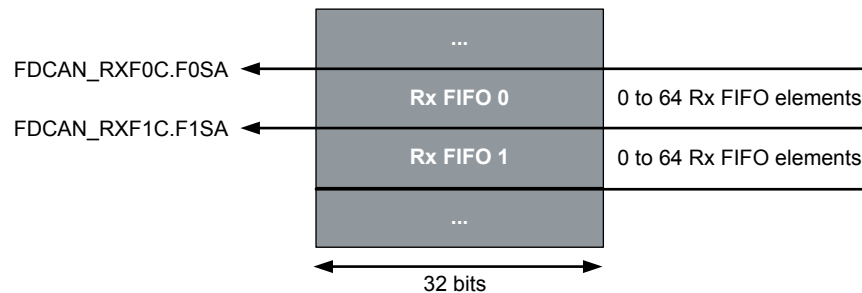 ...
FDCAN_RXF0C.F0SA
Rx FIFO 0
0 to 64 Rx FIFO elements
FDCAN_RXF1C.F1SA
Rx FIFO 1
0 to 64 Rx FIFO elements
...
32 bits